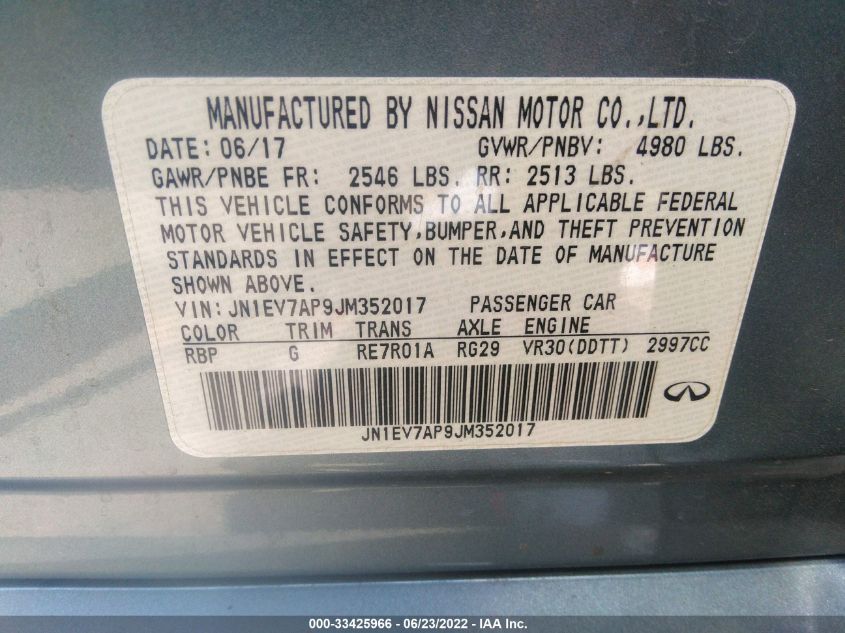 MANUFACTURED BY NISSAN MOTOR CO.,LTD.
DATE: 06/17 GVWR/PNBV: 4980 LBS.
GAWR/PNBE FR: 2546 LBS. RR: 2513 LBS.
THIS VEHICLE CONFORMS TO ALL APPLICABLE FEDERAL
MOTOR VEHICLE SAFETY,BUMPER,AND THEFT PREVENTION
STANDARDS IN EFFECT ON THE DATE OF MANUFACTURE
SHOWN ABOVE.
VIN:JN1EV7AP9JM352017 PASSENGER CAR
COLOR TRIM TRANS AXLE ENGINE
RBP G RE7R01A RG29 VR30(DDTT) 2997CC
JN1EV7AP9JM352017
000-33425966 - 06/23/2022 - IAA Inc.